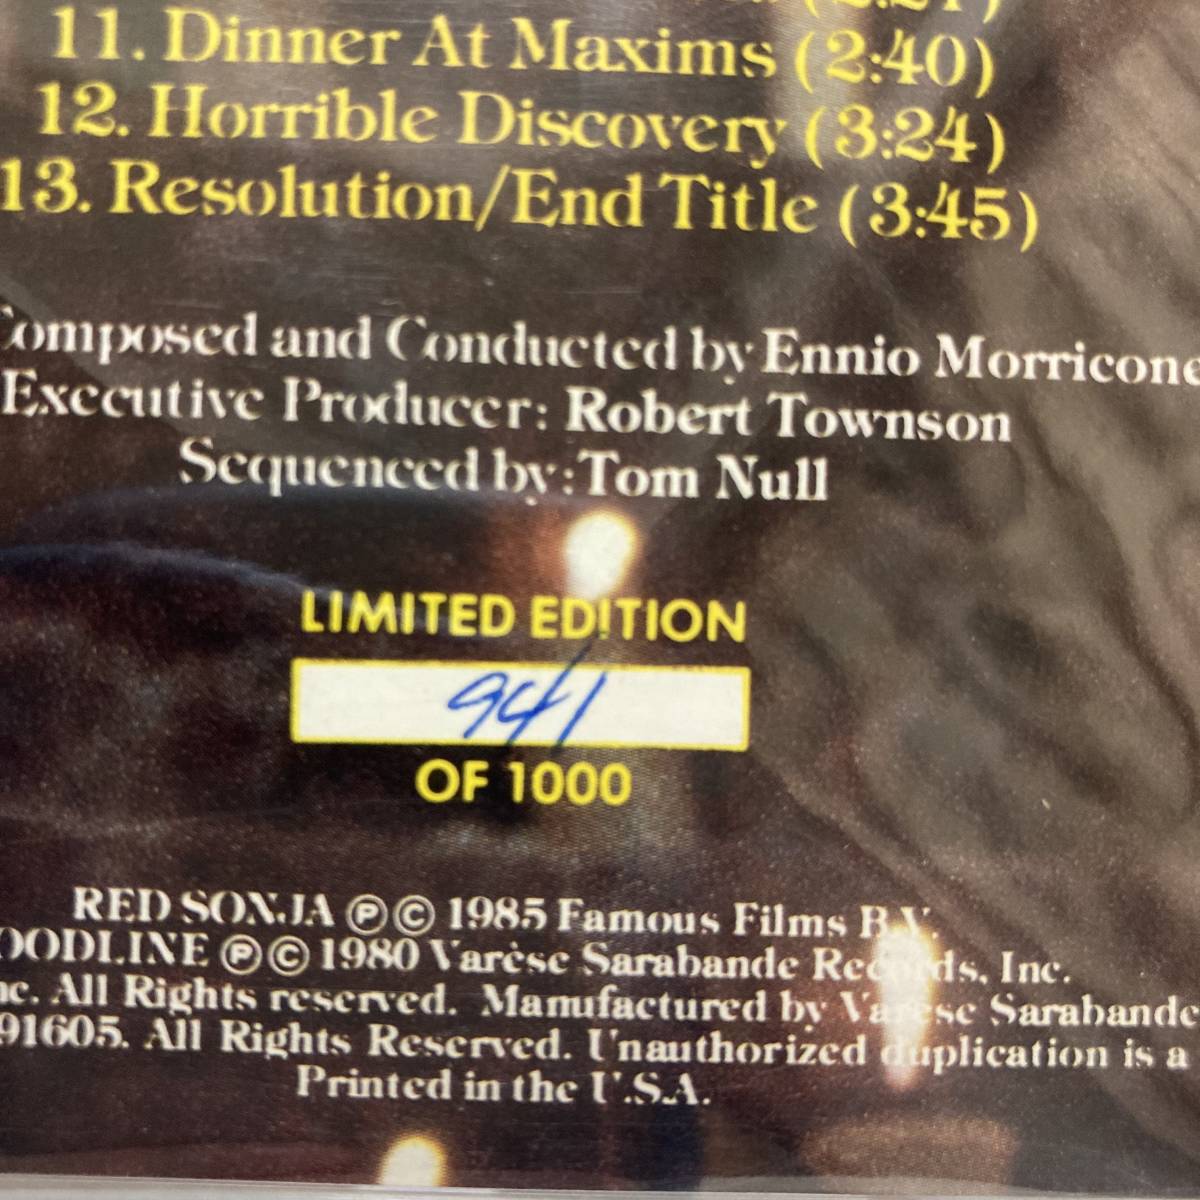 11. Dinner At Maxims (2:40)
12. Horrible Discovery (3:24)
13. Resolution/End Title (3:45)
Composed and Conducted by Ennio Morricone
Executive Producer: Robert Townson
Sequenced by: Tom Null
LIMITED EDITION
941
OF 1000
RED SONJA ℗ © 1985 Famous Films B.V.
OODLINE ℗ © 1980 Varèse Sarabande Records, Inc.
nc. All Rights reserved. Manufactured by Varèse Sarabande
91605. All Rights Reserved. Unauthorized duplication is a
Printed in the U.S.A.